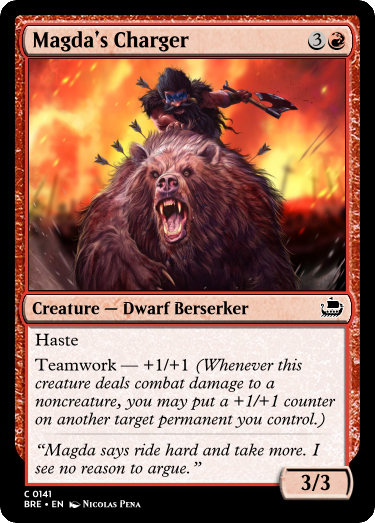 Magda's Charger 3
Creature — Dwarf Berserker
Haste
Teamwork — +1/+1 (Whenever this
creature deals combat damage to a
noncreature, you may put a +1/+1 counter
on another target permanent you control.)
"Magda says ride hard and take more. I
see no reason to argue."
3/3
C 0141
BRE • EN Nicolas Pena